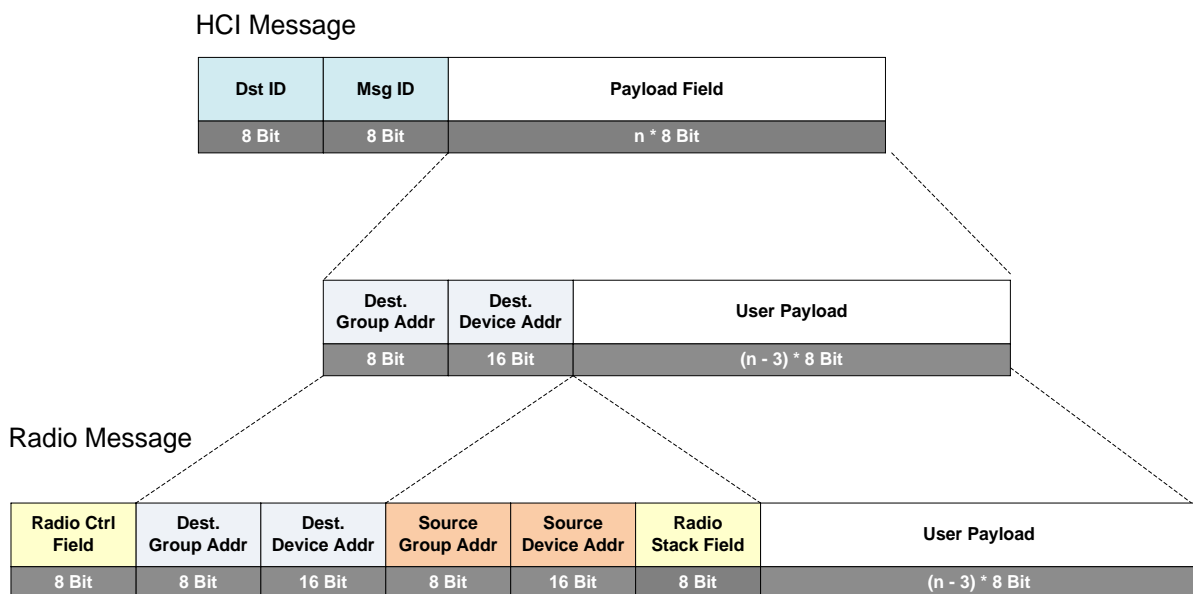 HCI Message
Dst ID Msg ID Payload Field
8 Bit 8 Bit n * 8 Bit
Dest. Dest. User Payload
Group Addr Device Addr
8 Bit 16 Bit (n - 3) * 8 Bit
Radio Message
Radio Ctrl Dest. Dest. Source Source Radio User Payload
Field Group Addr Device Addr Group Addr Device Addr Stack Field
8 Bit 8 Bit 16 Bit 8 Bit 16 Bit 8 Bit (n - 3) * 8 Bit